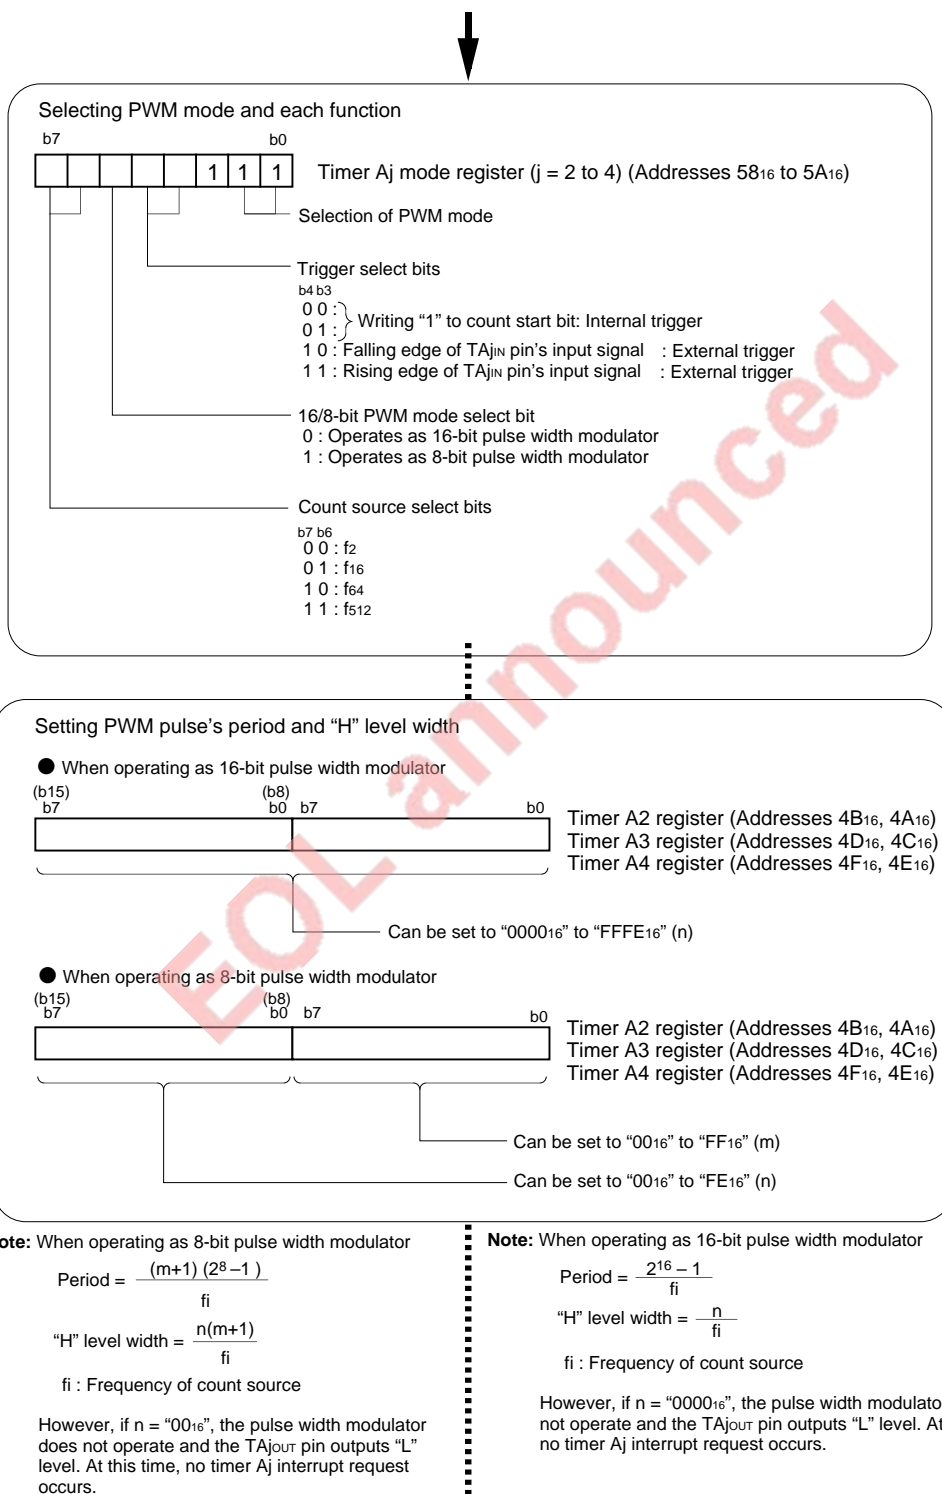 Selecting PWM mode and each function
b7 b0
1 1 1
Timer Aj mode register (j = 2 to 4) (Addresses 5816 to 5A16)
Selection of PWM mode
Trigger select bits
b4 b3
0 0 :
0 1 :
Writing “1” to count start bit: Internal trigger
1 0 : Falling edge of TAjIN pin’s input signal : External trigger
1 1 : Rising edge of TAjIN pin’s input signal : External trigger
16/8-bit PWM mode select bit
0 : Operates as 16-bit pulse width modulator
1 : Operates as 8-bit pulse width modulator
Count source select bits
b7 b6
0 0 : f2
0 1 : f16
1 0 : f64
1 1 : f512
EOL announced
Setting PWM pulse’s period and “H” level width
● When operating as 16-bit pulse width modulator
(b15) (b8)
b7 b0 b7 b0
Timer A2 register (Addresses 4B16, 4A16)
Timer A3 register (Addresses 4D16, 4C16)
Timer A4 register (Addresses 4F16, 4E16)
Can be set to “000016” to “FFFE16” (n)
● When operating as 8-bit pulse width modulator
(b15) (b8)
b7 b0 b7 b0
Timer A2 register (Addresses 4B16, 4A16)
Timer A3 register (Addresses 4D16, 4C16)
Timer A4 register (Addresses 4F16, 4E16)
Can be set to “0016” to “FF16” (m)
Can be set to “0016” to “FE16” (n)
ote: When operating as 8-bit pulse width modulator
Period = (m+1) (2^8 –1 ) / fi
“H” level width = n(m+1) / fi
fi : Frequency of count source
However, if n = “0016”, the pulse width modulator
does not operate and the TAjOUT pin outputs “L”
level. At this time, no timer Aj interrupt request
occurs.
Note: When operating as 16-bit pulse width modulator
Period = 2^16 – 1 / fi
“H” level width = n / fi
fi : Frequency of count source
However, if n = “000016”, the pulse width modulato
not operate and the TAjOUT pin outputs “L” level. At
no timer Aj interrupt request occurs.